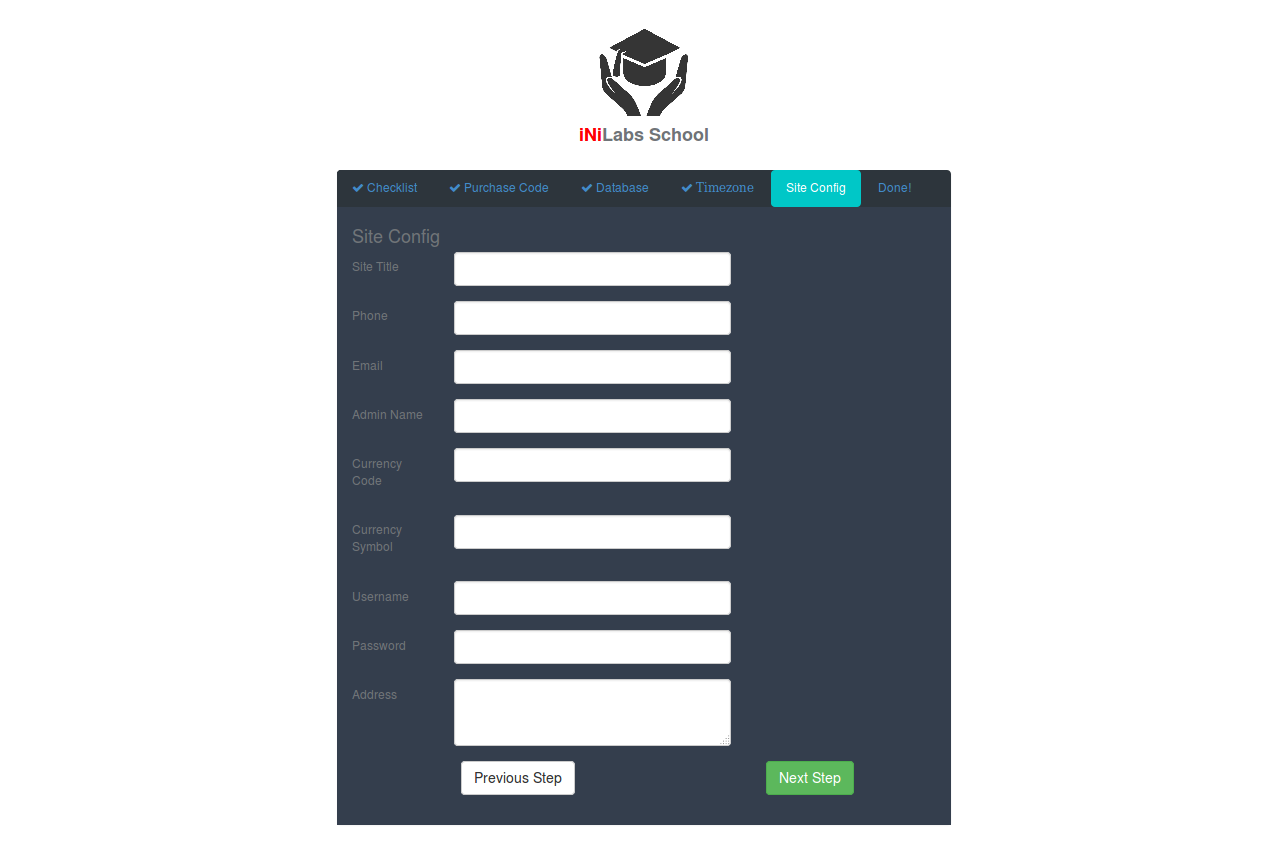 iNiLabs School
Checklist Purchase Code Database Timezone Site Config Done!
Site Config
Site Title
Phone
Email
Admin Name
Currency
Code
Currency
Symbol
Username
Password
Address
Previous Step Next Step